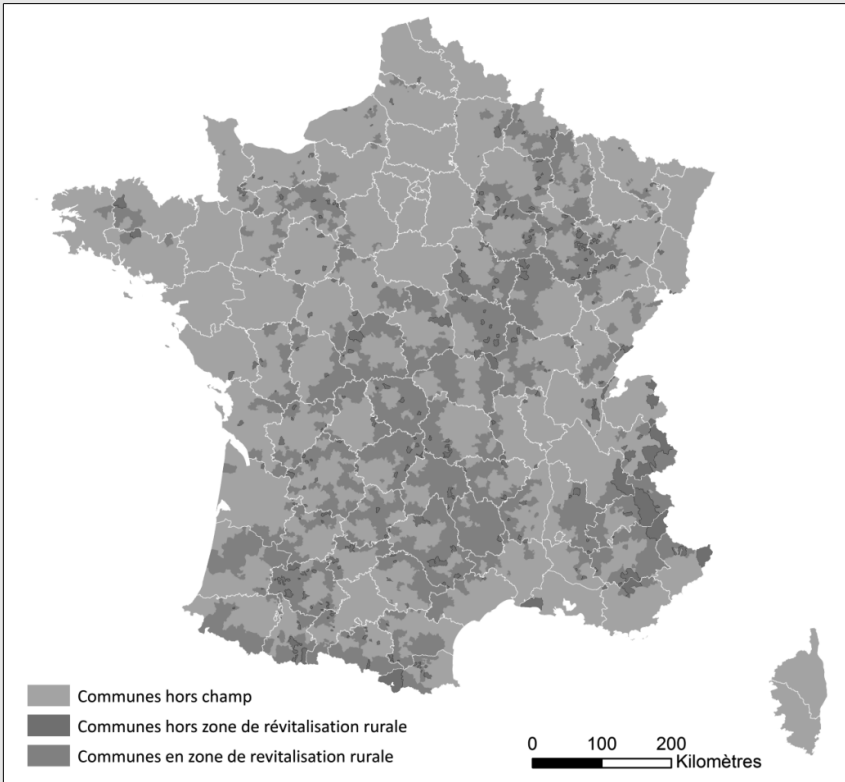 Communes hors champ
Communes hors zone de révitalisation rurale
Communes en zone de revitalisation rurale
0 100 200
Kilomètres